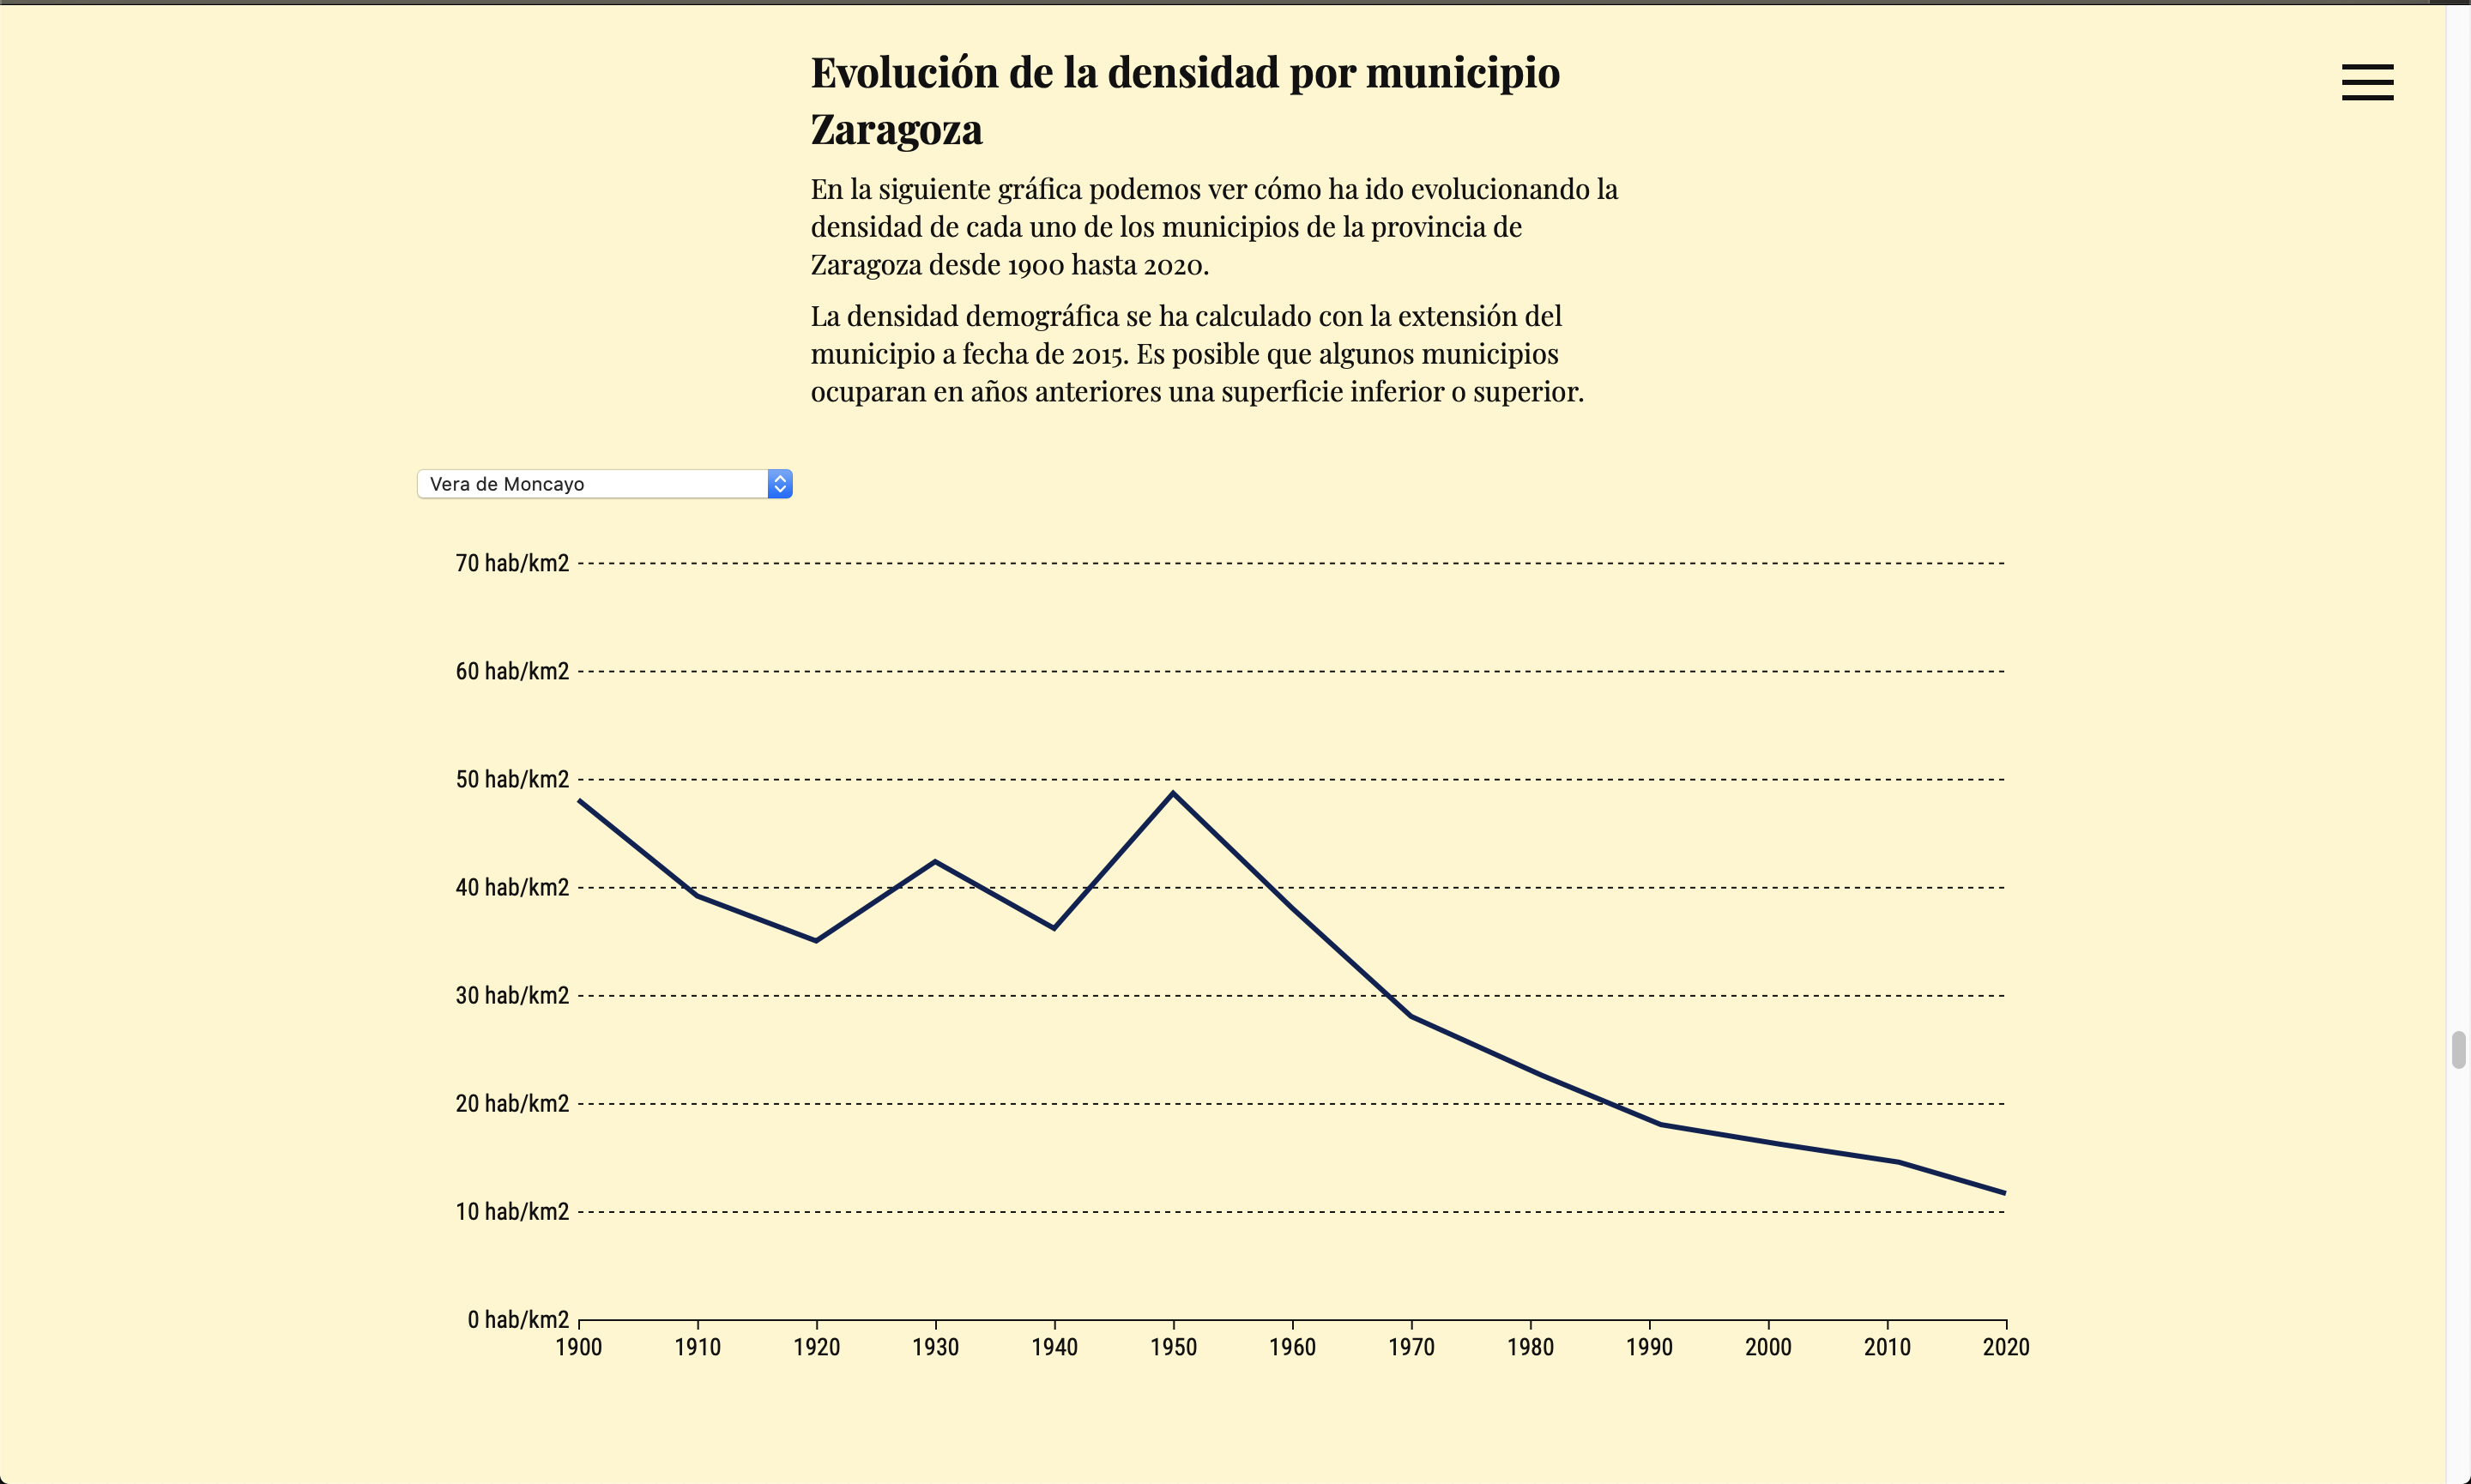 Evolución de la densidad por municipio
Zaragoza
En la siguiente gráfica podemos ver cómo ha ido evolucionando la
densidad de cada uno de los municipios de la provincia de
Zaragoza desde 1900 hasta 2020.
La densidad demográfica se ha calculado con la extensión del
municipio a fecha de 2015. Es posible que algunos municipios
ocuparan en años anteriores una superficie inferior o superior.
Vera de Moncayo
70 hab/km2
60 hab/km2
50 hab/km2
40 hab/km2
30 hab/km2
20 hab/km2
10 hab/km2
0 hab/km2
1900 1910 1920 1930 1940 1950 1960 1970 1980 1990 2000 2010 2020